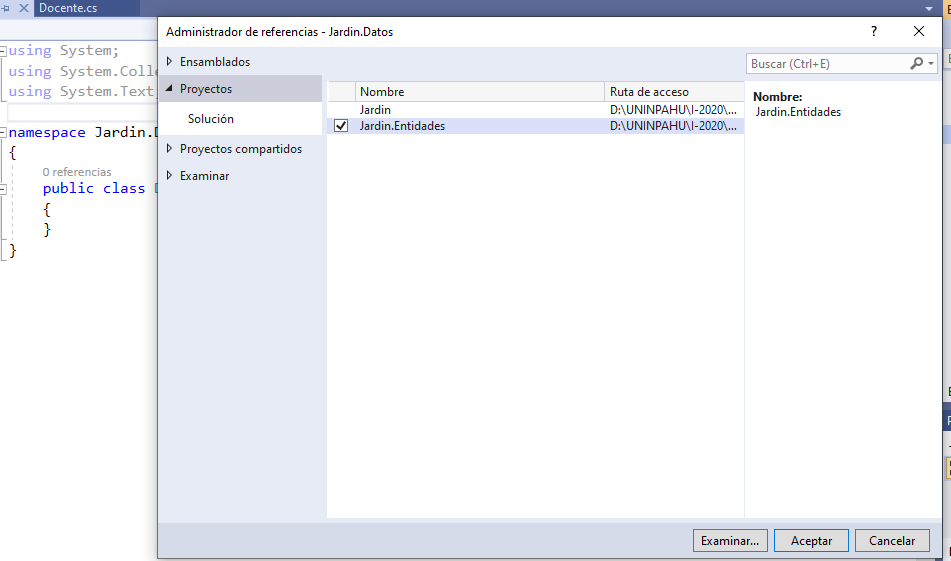 Docente.cs
Administrador de referencias - Jardin.Datos
?
Ensamblados
Proyectos
Solución
Proyectos compartidos
Examinar
Buscar (Ctrl+E)
Nombre Ruta de acceso
Jardin D:\UNINPAHU\I-2020\...
Jardin.Entidades D:\UNINPAHU\I-2020\...
Nombre:
Jardin.Entidades
using System;
using System.Colle
using System.Text
namespace Jardin.D
{
0 referencias
public class
{
}
}
Examinar... Aceptar Cancelar